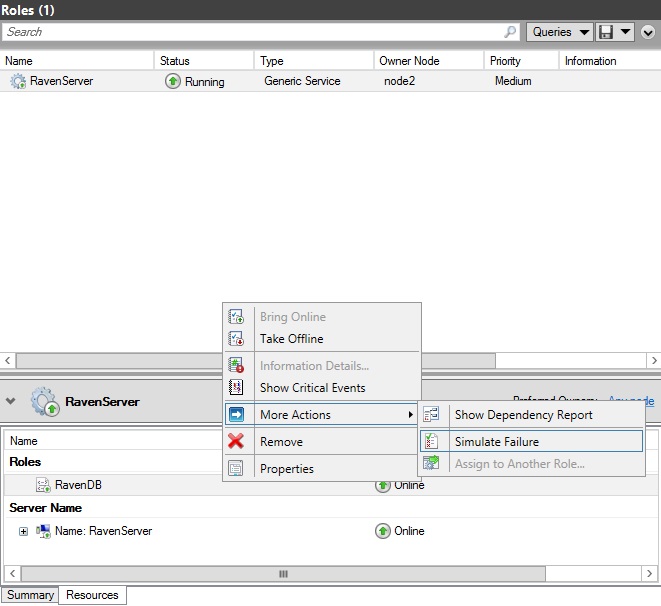 Roles (1)
Search
Queries
Name Status Type Owner Node Priority Information
RavenServer Running Generic Service node2 Medium
Bring Online
Take Offline
Information Details...
Show Critical Events
More Actions
Remove
Properties
Show Dependency Report
Simulate Failure
Assign to Another Role...
RavenServer Preferred Owners: Any node
Name
Roles
RavenDB Online
Server Name
Name: RavenServer Online
Summary Resources